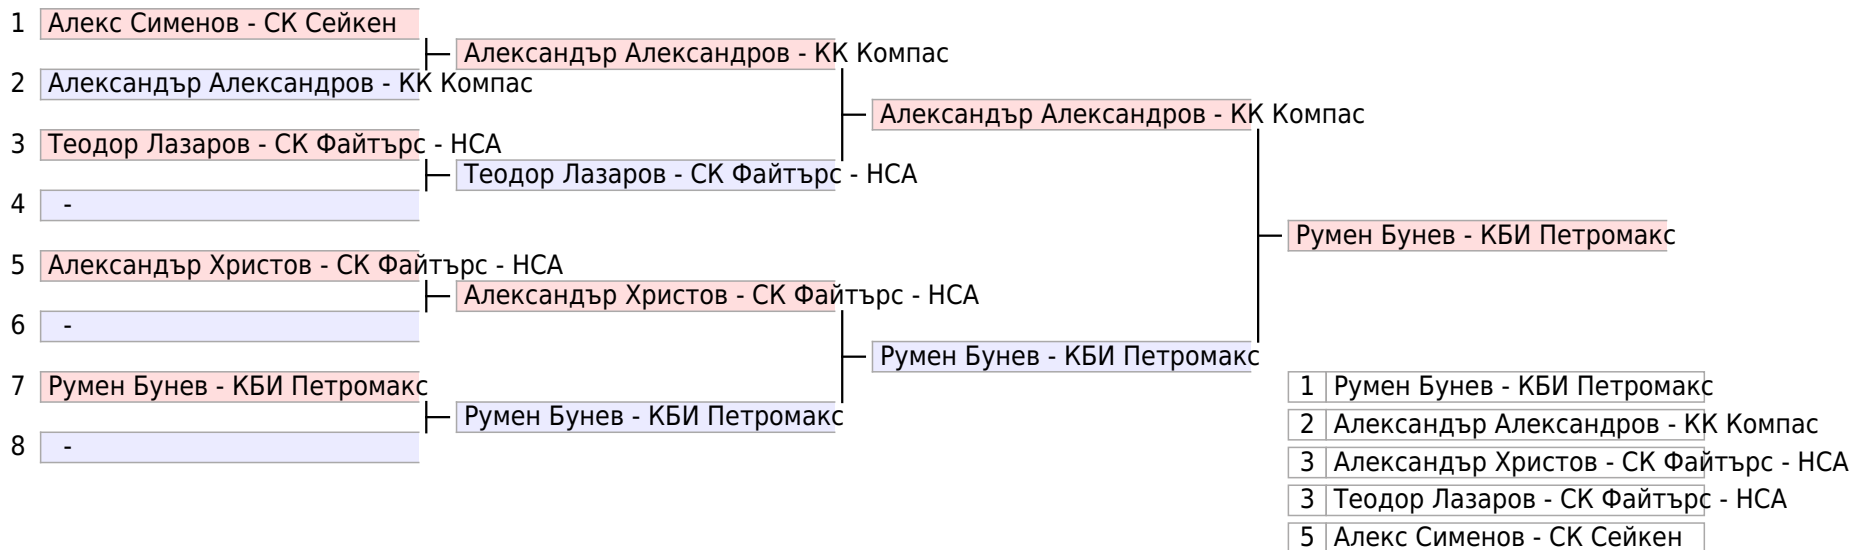 1 Алекс Сименов - СК Сейкен
Александър Александров - КК Компас
2 Александър Александров - КК Компас
Александър Александров - КК Компас
3 Теодор Лазаров - СК Файтърс - НСА
Теодор Лазаров - СК Файтърс - НСА
4 -
Румен Бунев - КБИ Петромакс
5 Александър Христов - СК Файтърс - НСА
Александър Христов - СК Файтърс - НСА
6 -
Румен Бунев - КБИ Петромакс
7 Румен Бунев - КБИ Петромакс
Румен Бунев - КБИ Петромакс
8 -
1 Румен Бунев - КБИ Петромакс
2 Александър Александров - КК Компас
3 Александър Христов - СК Файтърс - НСА
3 Теодор Лазаров - СК Файтърс - НСА
5 Алекс Сименов - СК Сейкен